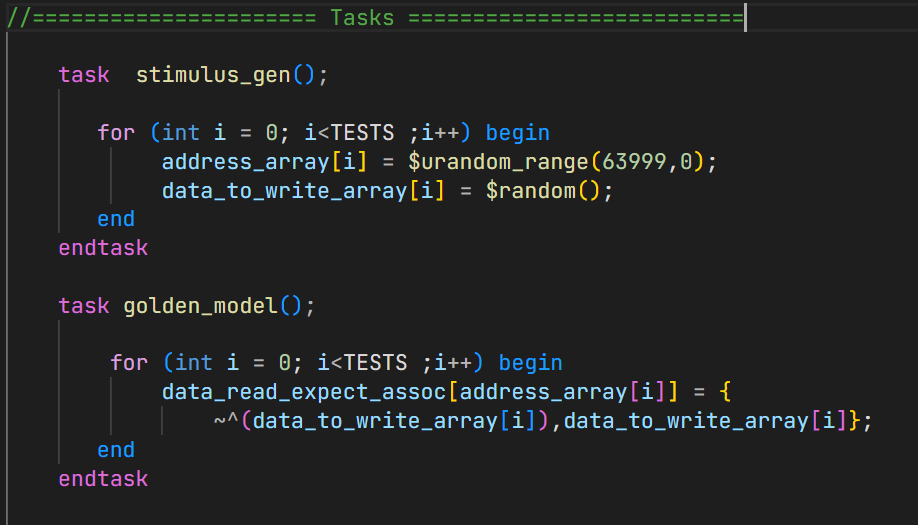 //====================== Tasks ==========================
task  stimulus_gen();
for (int i = 0; i<TESTS ;i++) begin
address_array[i] = $urandom_range(63999,0);
data_to_write_array[i] = $random();
end
endtask
task golden_model();
for (int i = 0; i<TESTS ;i++) begin
data_read_expect_assoc[address_array[i]] = {
~^(data_to_write_array[i]),data_to_write_array[i]};
end
endtask